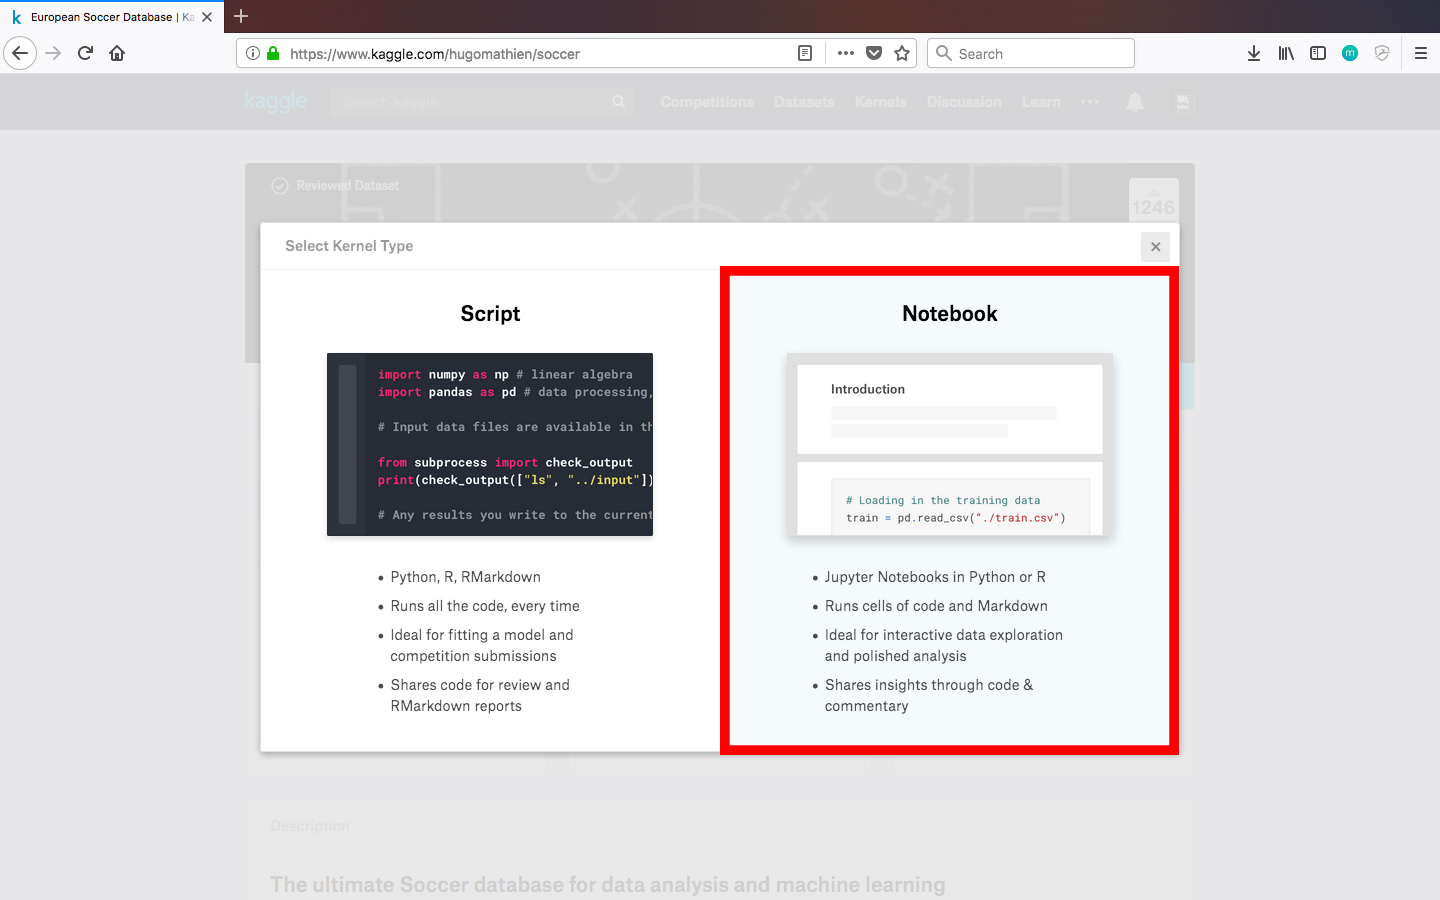 European Soccer Database | Ka
https://www.kaggle.com/hugomathien/soccer
Search
m
kaggle
Search kaggle
Competitions
Datasets
Kernels
Discussion
Learn
Reviewed Dataset
1246
Select Kernel Type
Script
import numpy as np # linear algebra
import pandas as pd # data processing,
# Input data files are available in th
from subprocess import check_output
print(check_output(["ls", "../input"])
# Any results you write to the current
• Python, R, RMarkdown
• Runs all the code, every time
• Ideal for fitting a model and
competition submissions
• Shares code for review and
RMarkdown reports
Notebook
Introduction
# Loading in the training data
train = pd.read_csv("./train.csv")
• Jupyter Notebooks in Python or R
• Runs cells of code and Markdown
• Ideal for interactive data exploration
and polished analysis
• Shares insights through code &
commentary
Description
The ultimate Soccer database for data analysis and machine learning